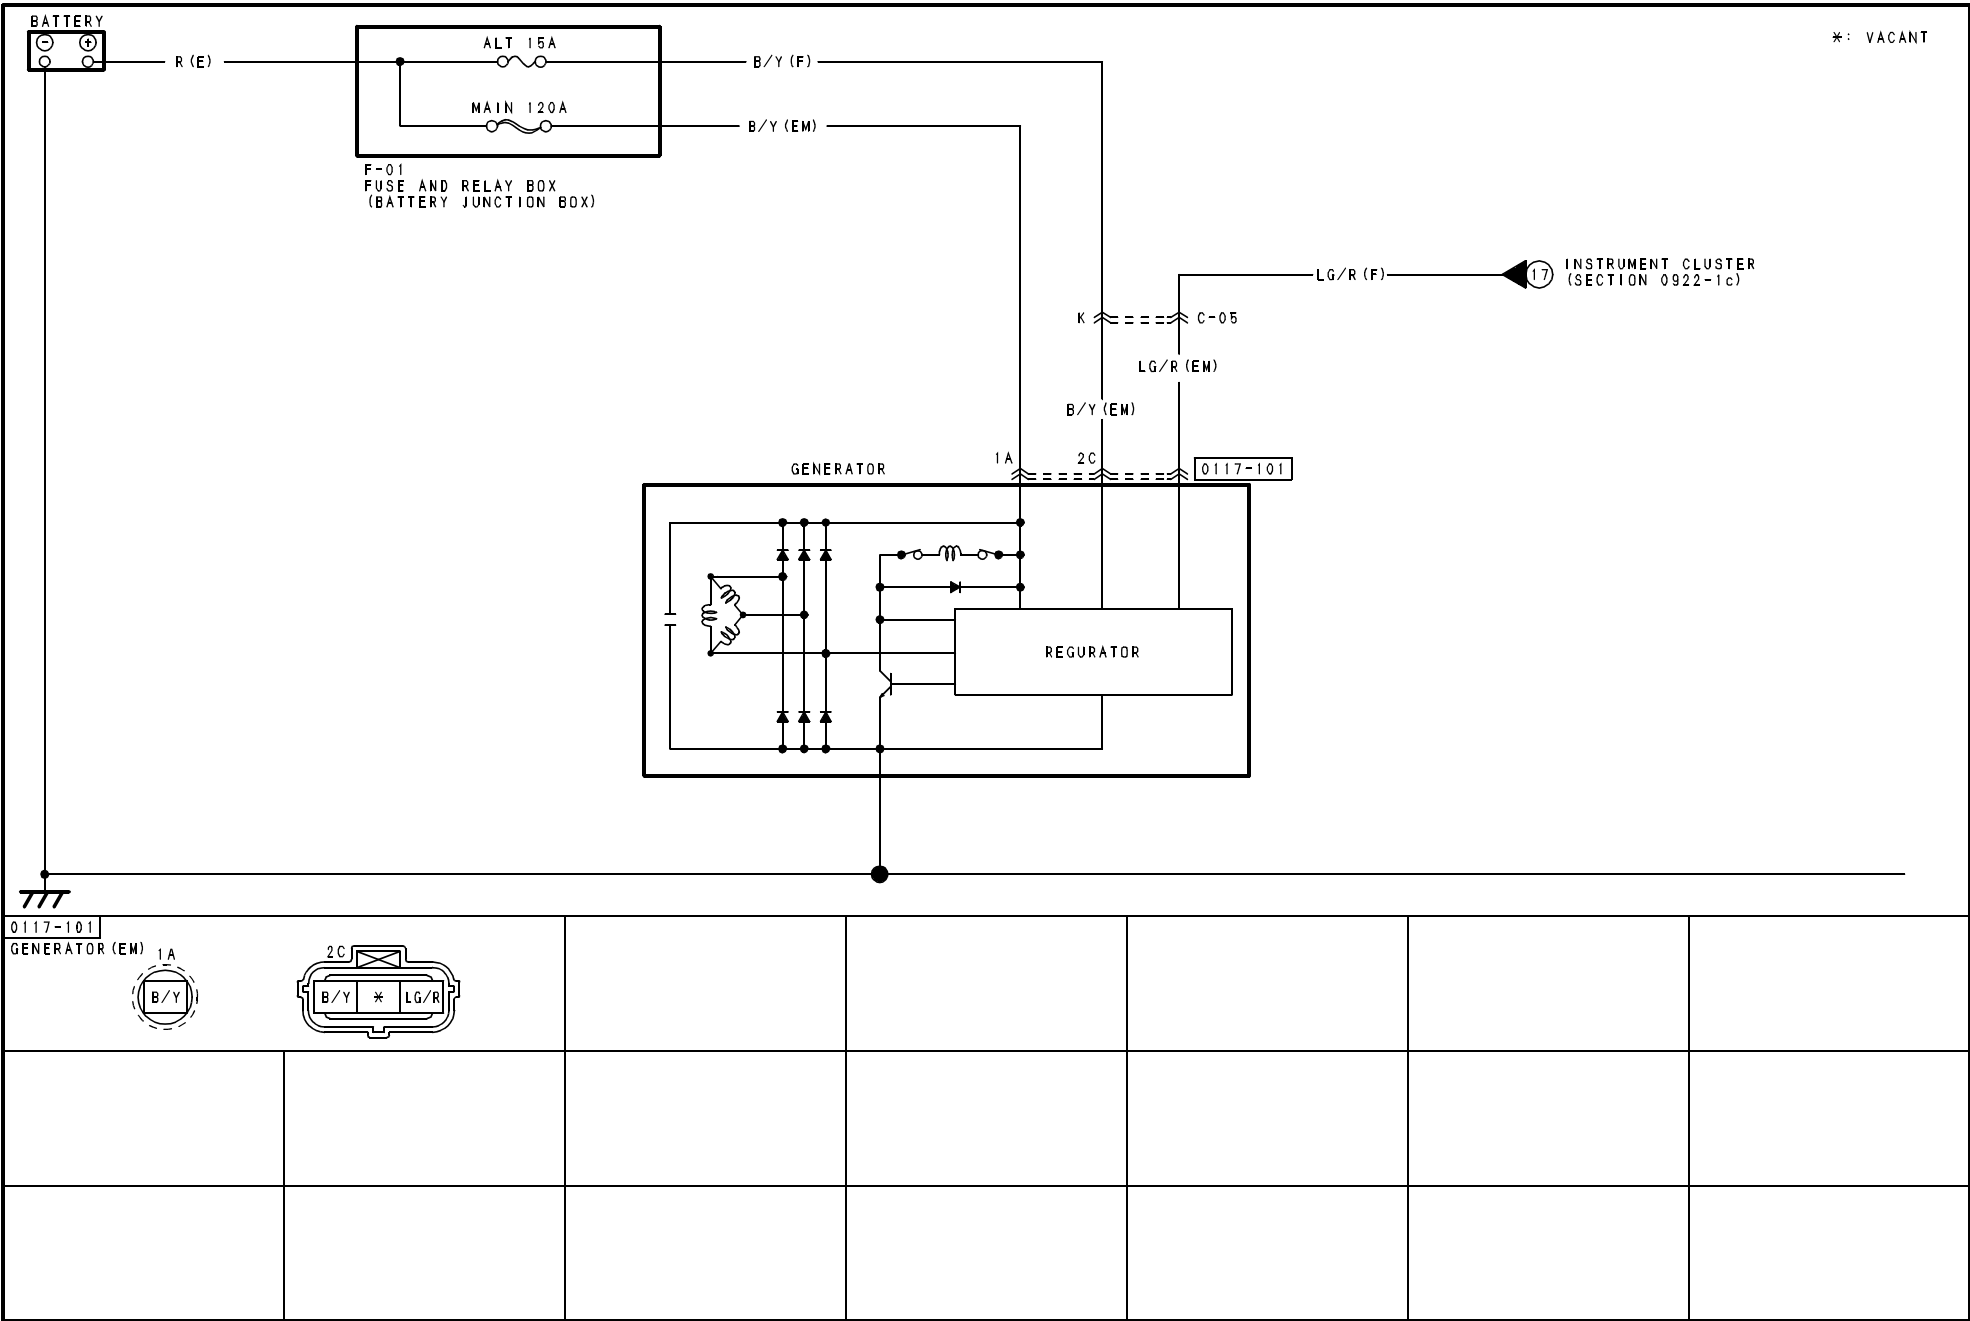 BATTERY
- +
R(E)
ALT 15A
MAIN 120A
F-01
FUSE AND RELAY BOX
(BATTERY JUNCTION BOX)
B/Y(F)
B/Y(EM)
*: VACANT
LG/R(F)
17
INSTRUMENT CLUSTER
(SECTION 0922-1c)
K
C-05
LG/R(EM)
B/Y(EM)
1A
2C
0117-101
GENERATOR
REGURATOR
0117-101
GENERATOR(EM)
1A
B/Y
2C
B/Y * LG/R